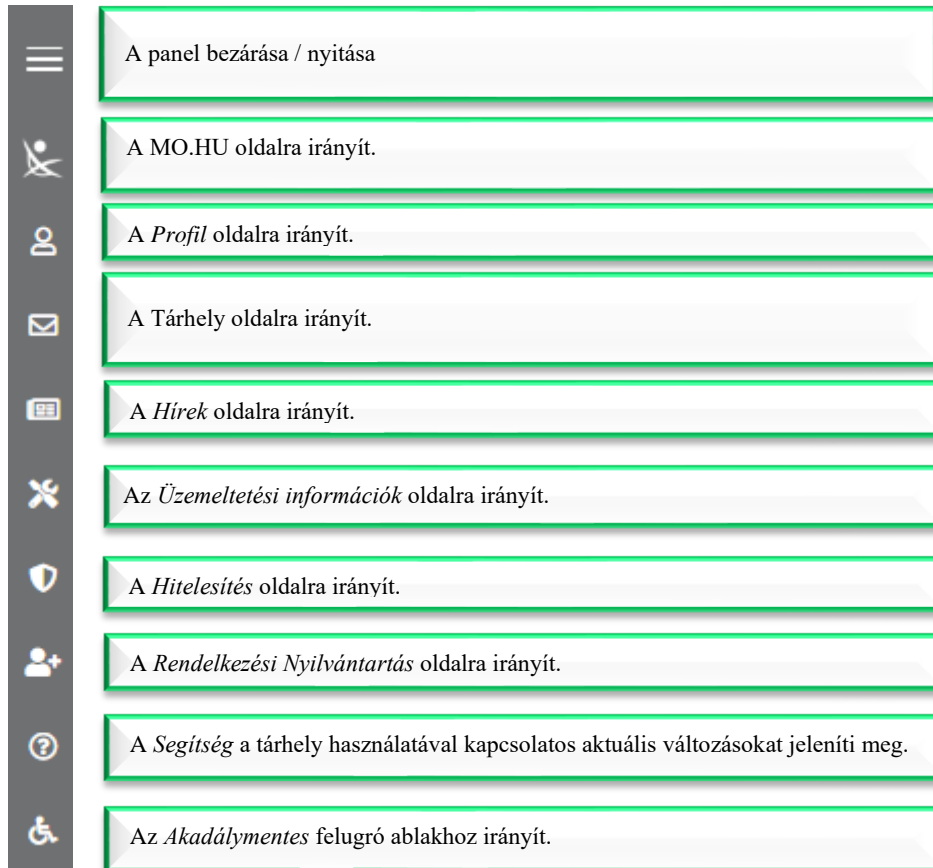 A panel bezárása / nyitása
A MO.HU oldalra irányít.
A Profil oldalra irányít.
A Tárhely oldalra irányít.
A Hírek oldalra irányít.
Az Üzemeltetési információk oldalra irányít.
A Hitelesítés oldalra irányít.
A Rendelkezési Nyilvántartás oldalra irányít.
A Segítség a tárhely használatával kapcsolatos aktuális változásokat jeleníti meg.
Az Akadálymentes felugró ablakhoz irányít.